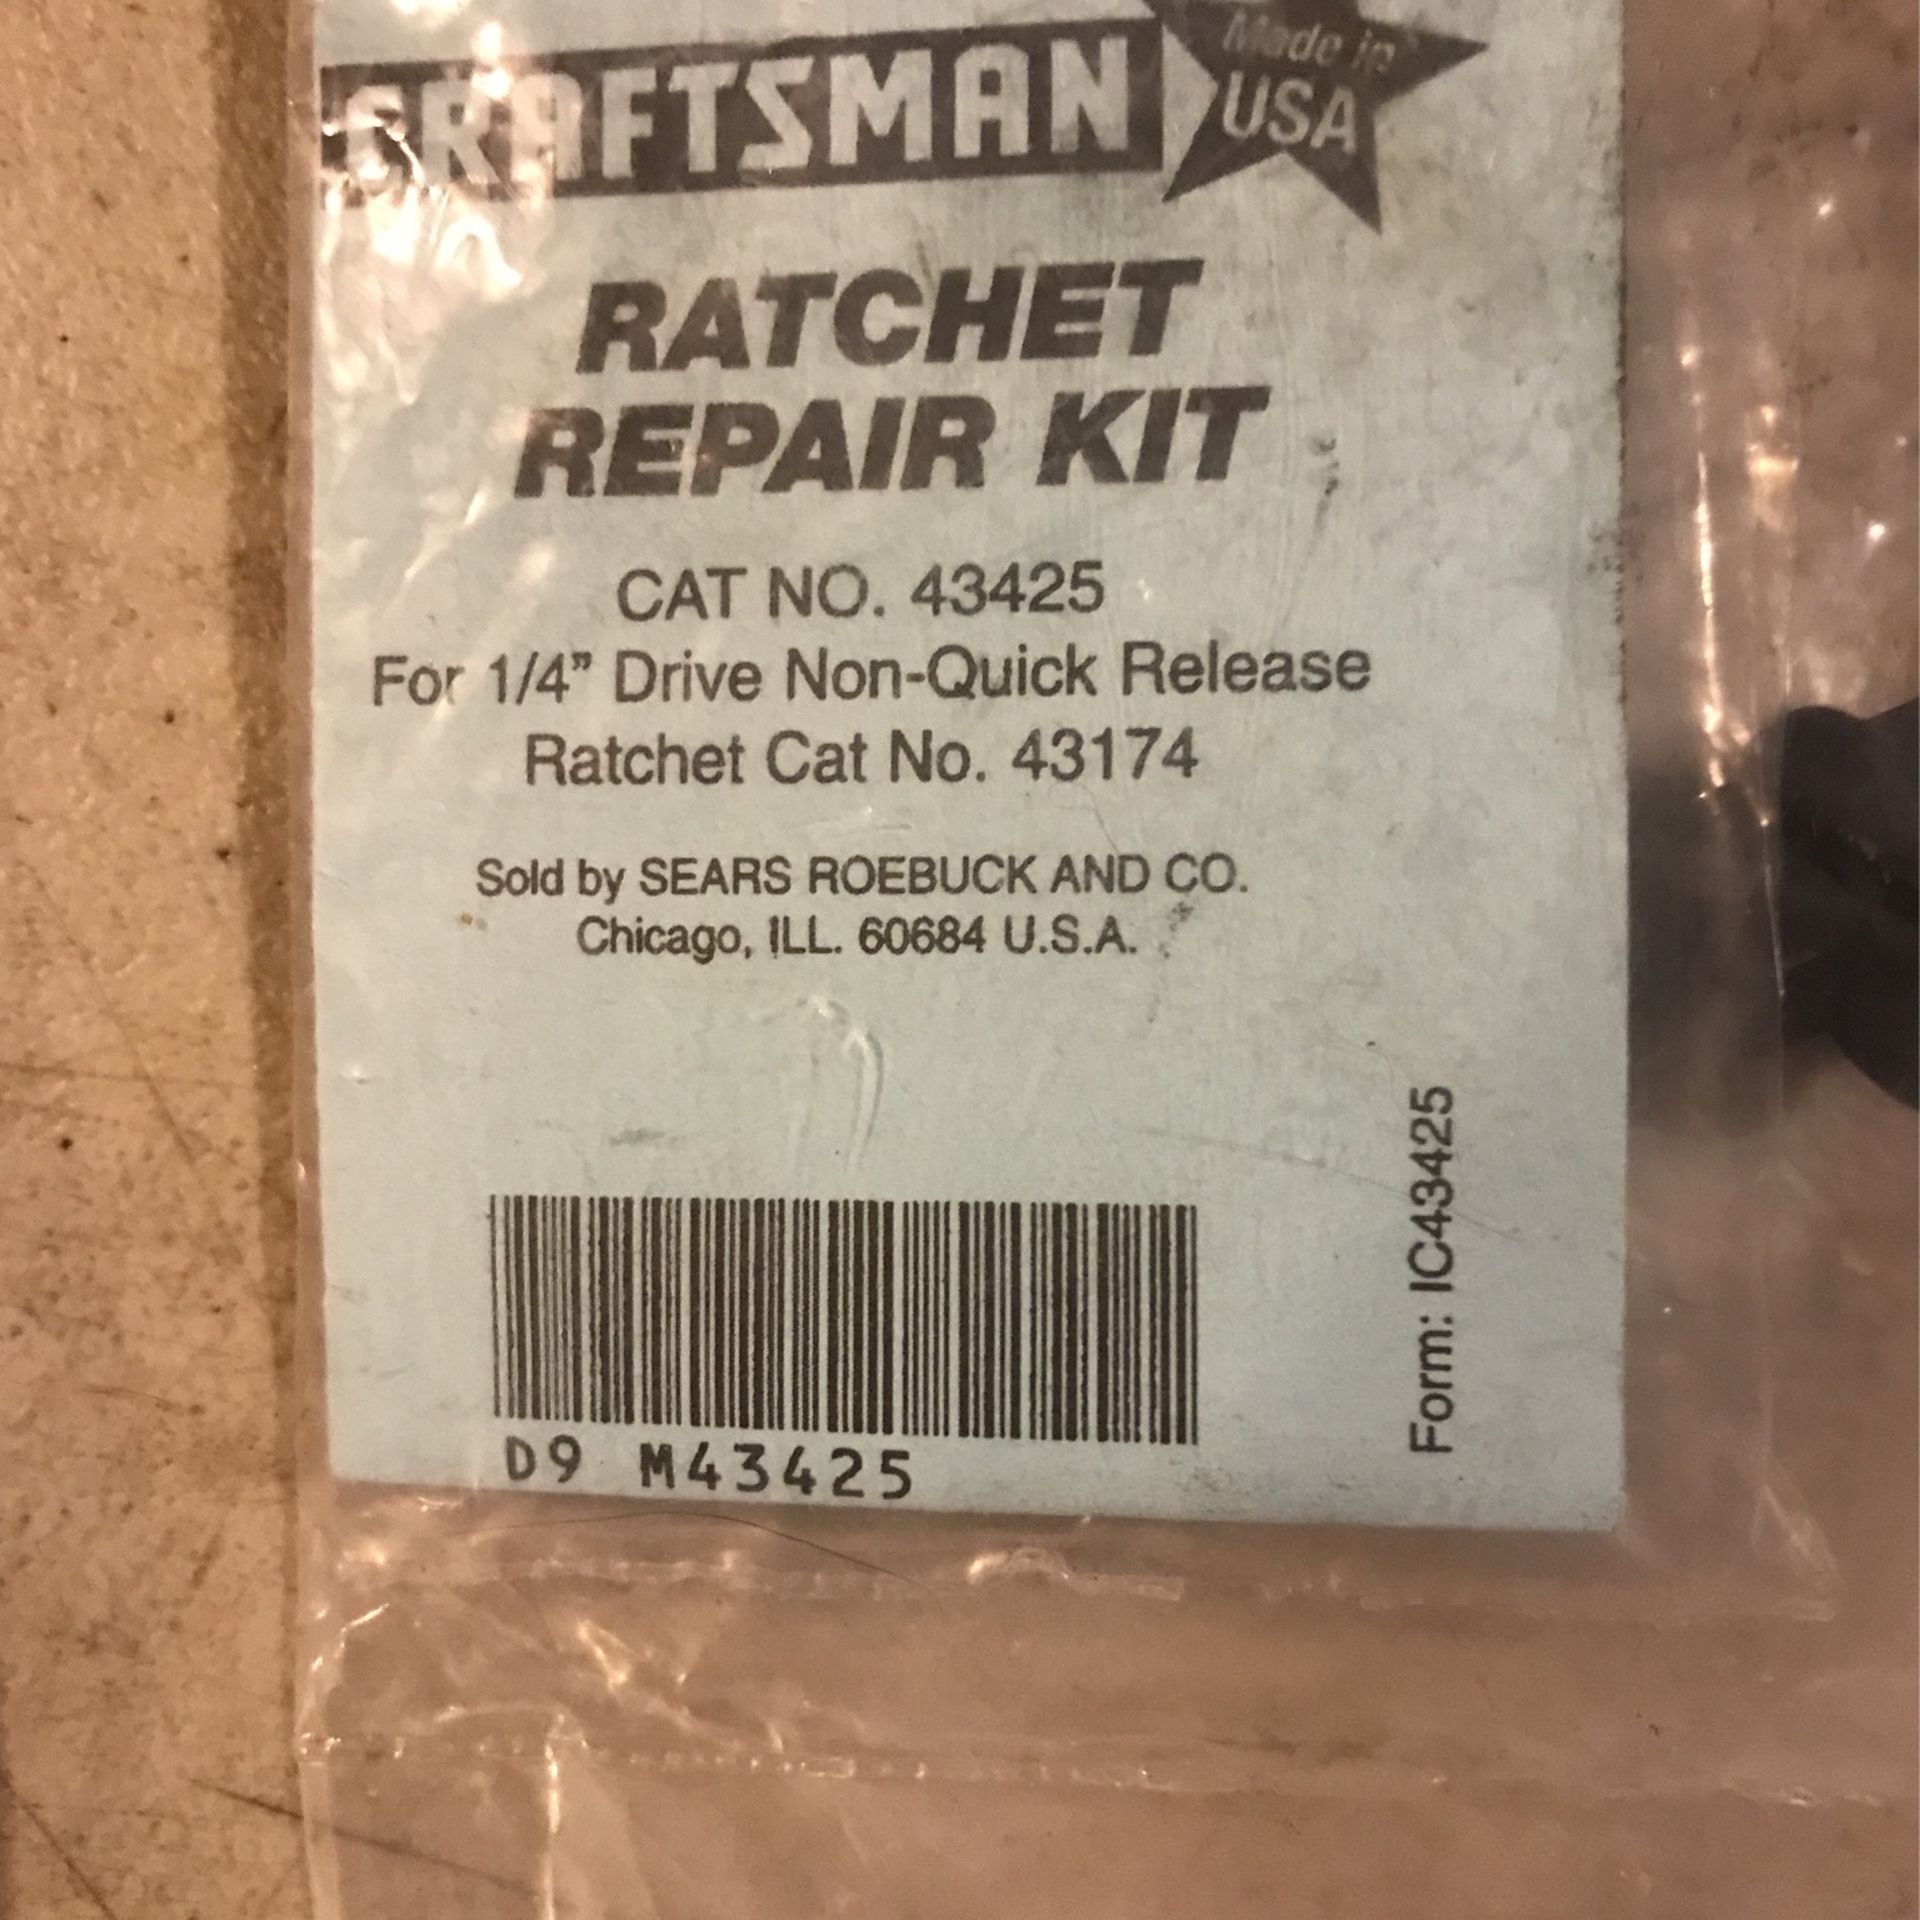 CRAFTSMAN
Made in
USA
RATCHET
REPAIR KIT
CAT NO. 43425
For 1/4” Drive Non-Quick Release
Ratchet Cat No. 43174
Sold by SEARS ROEBUCK AND CO.
Chicago, ILL. 60684 U.S.A.
Form: IC43425
D9 M43425